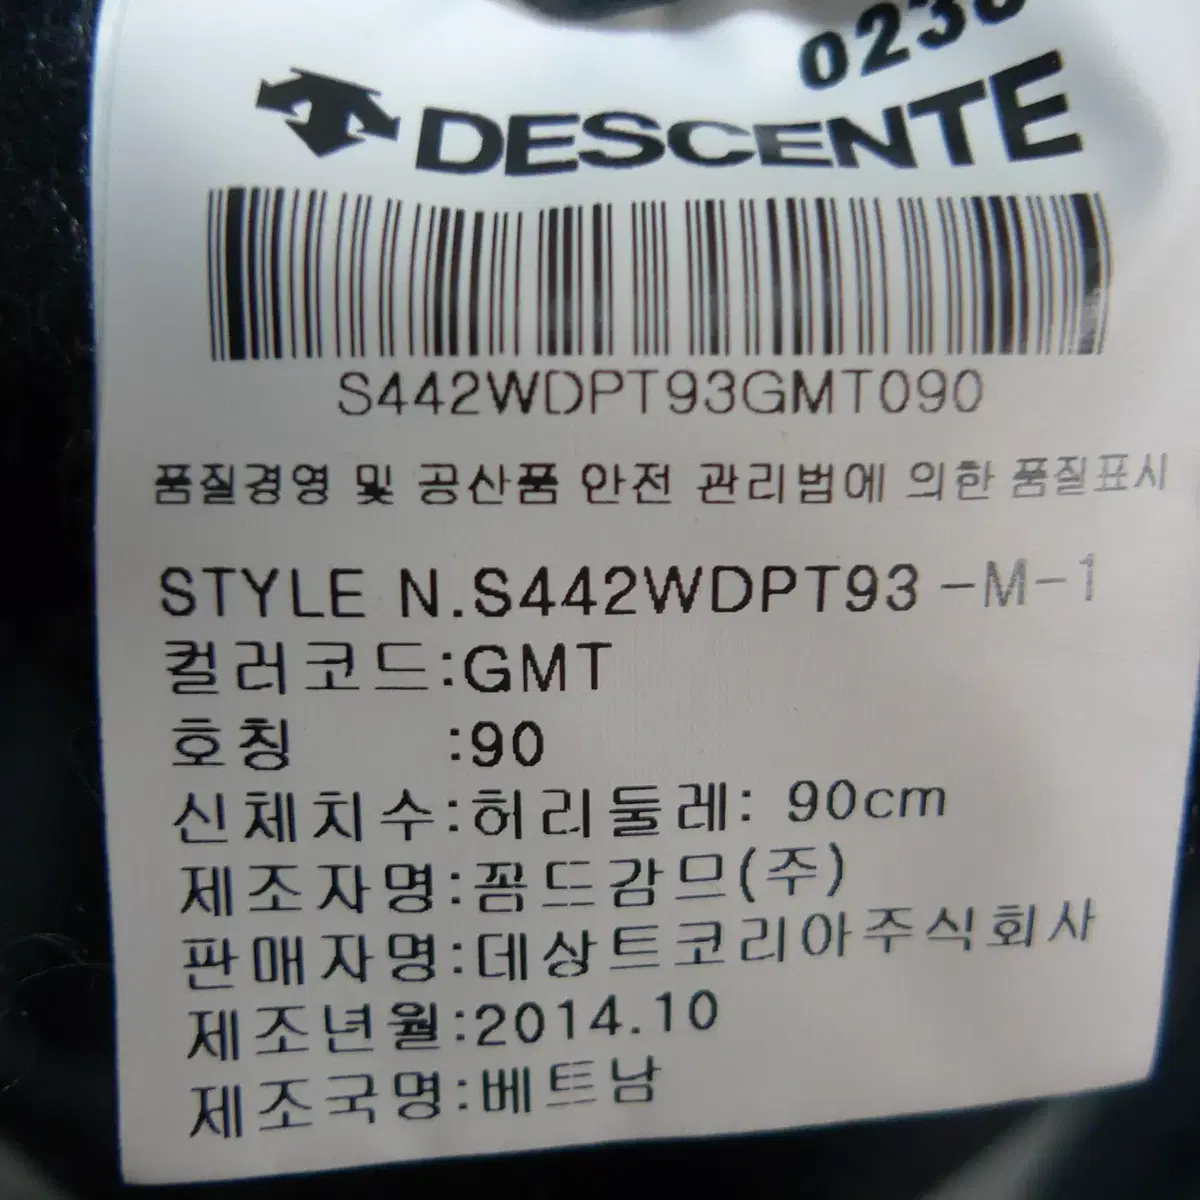 DESCENTE
S442WDPT93GMT090
품질경영 및 공산품 안전 관리법에 의한 품질표시
STYLE N.S442WDPT93-M-1
컬러코드:GMT
호칭 :90
신체치수:허리둘레: 90cm
제조자명:꼼드감므(주)
판매자명:데상트코리아주식회사
제조년월:2014.10
제조국명:베트남